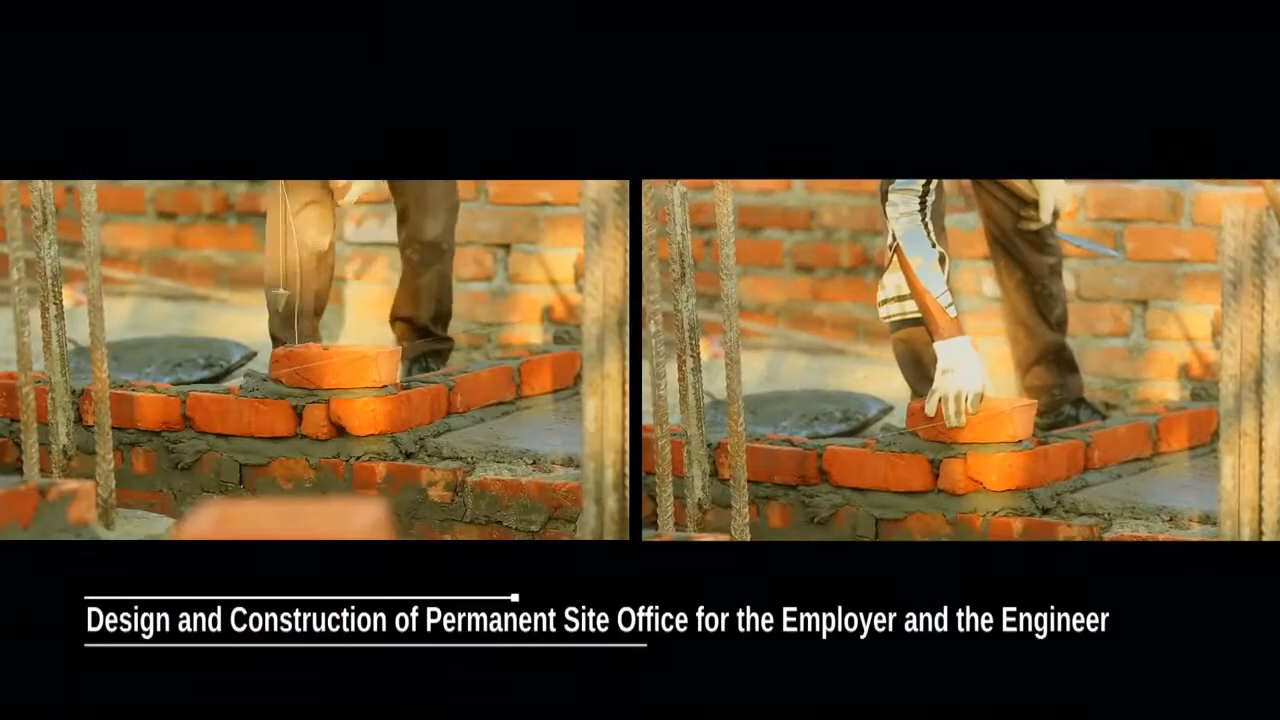 Design and Construction of Permanent Site Office for the Employer and the Engineer